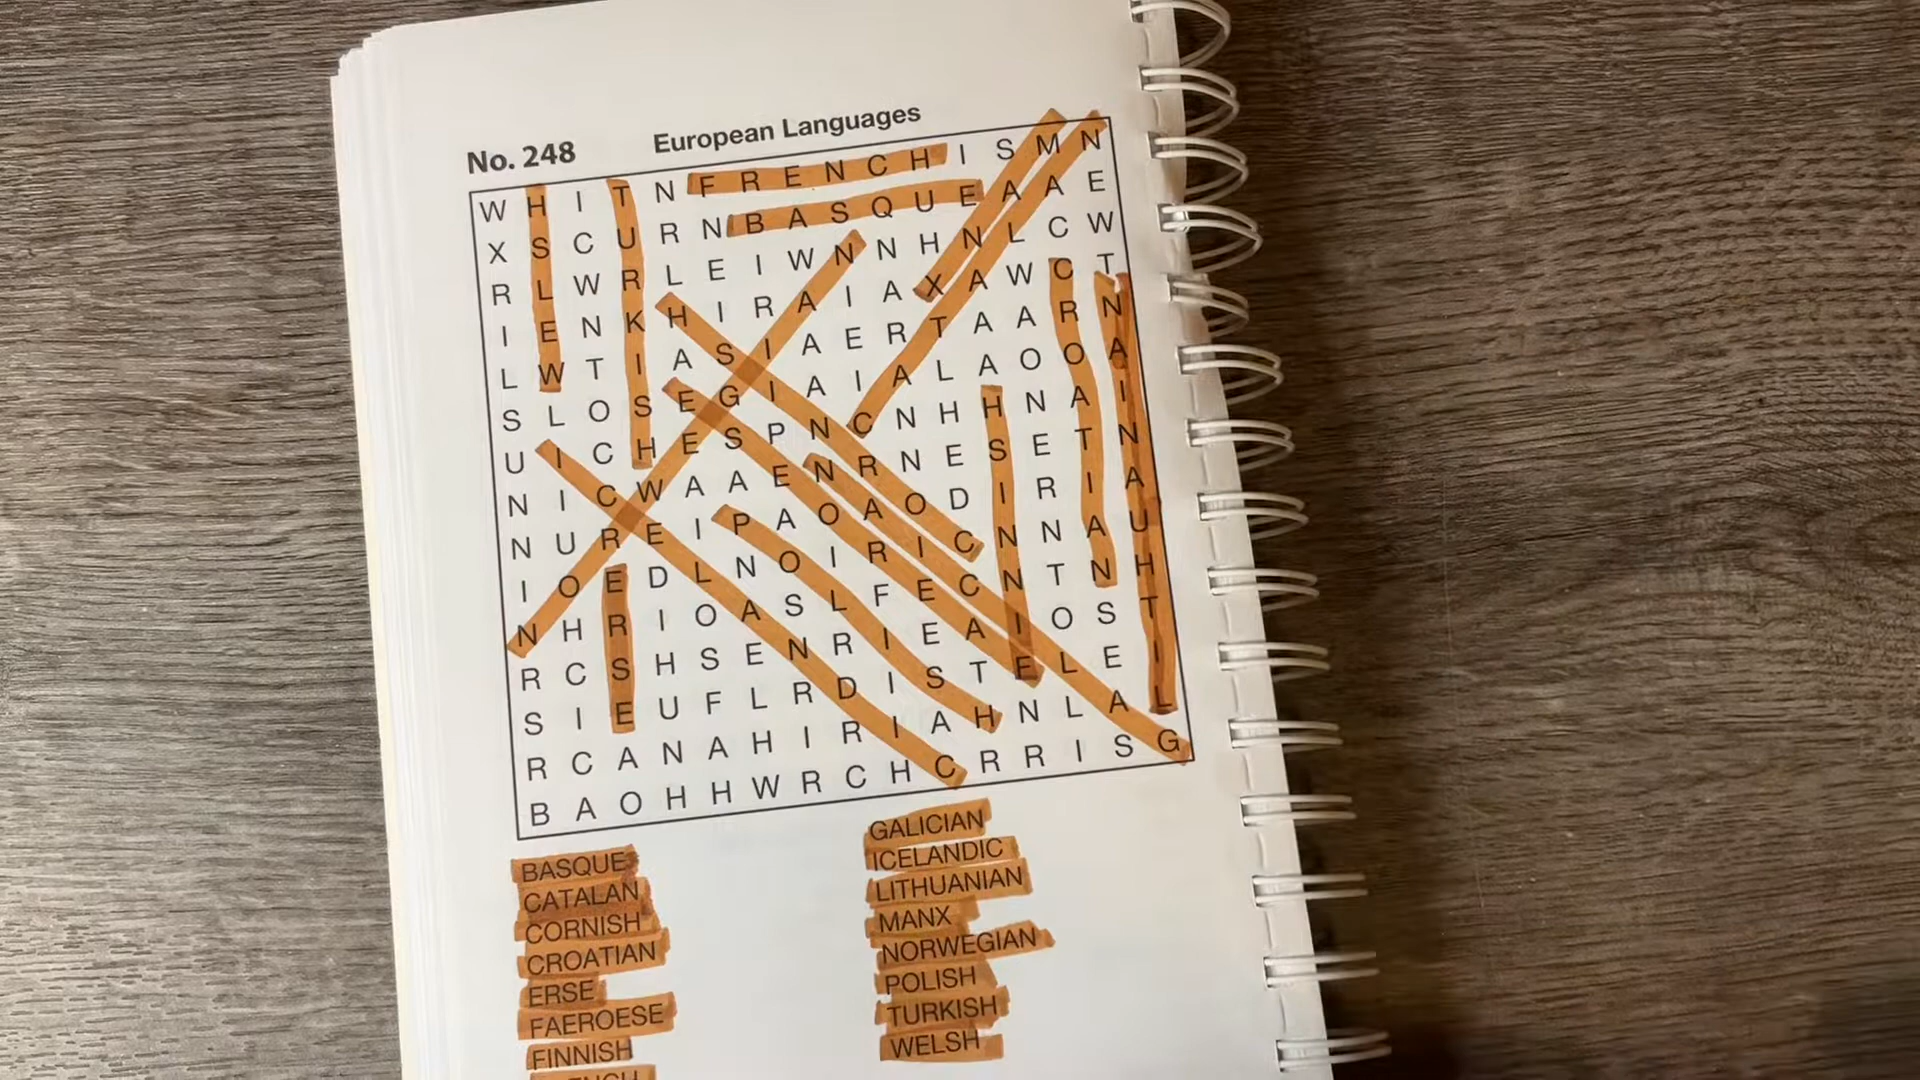 No. 248 European Languages
W H I T N F R E N C H I S M N
X S C U R N B A S Q U E A A E
R L W R L E I W N N H N L C W
I E N K H I R A I A X A W C T
L W T I A S I A E R T A A R N
S L O S E G I A I A L A O O A
U I C H E S P N C N H H N A I
N I C W A A E N R N E S E T N
N U R E I P A O A O D I R I A
I O E D L N O I R I C N N A U
N H R I O A S L F E C N T N H
R C S H S E N R I E A I O S T
S I E U F L R D I S T E L E I
R C A N A H I R I A H N L A L
B A O H H W R C H C R R I S G
BASQUE
CATALAN
CORNISH
CROATIAN
ERSE
FAEROESE
FINNISH
GALICIAN
ICELANDIC
LITHUANIAN
MANX
NORWEGIAN
POLISH
TURKISH
WELSH